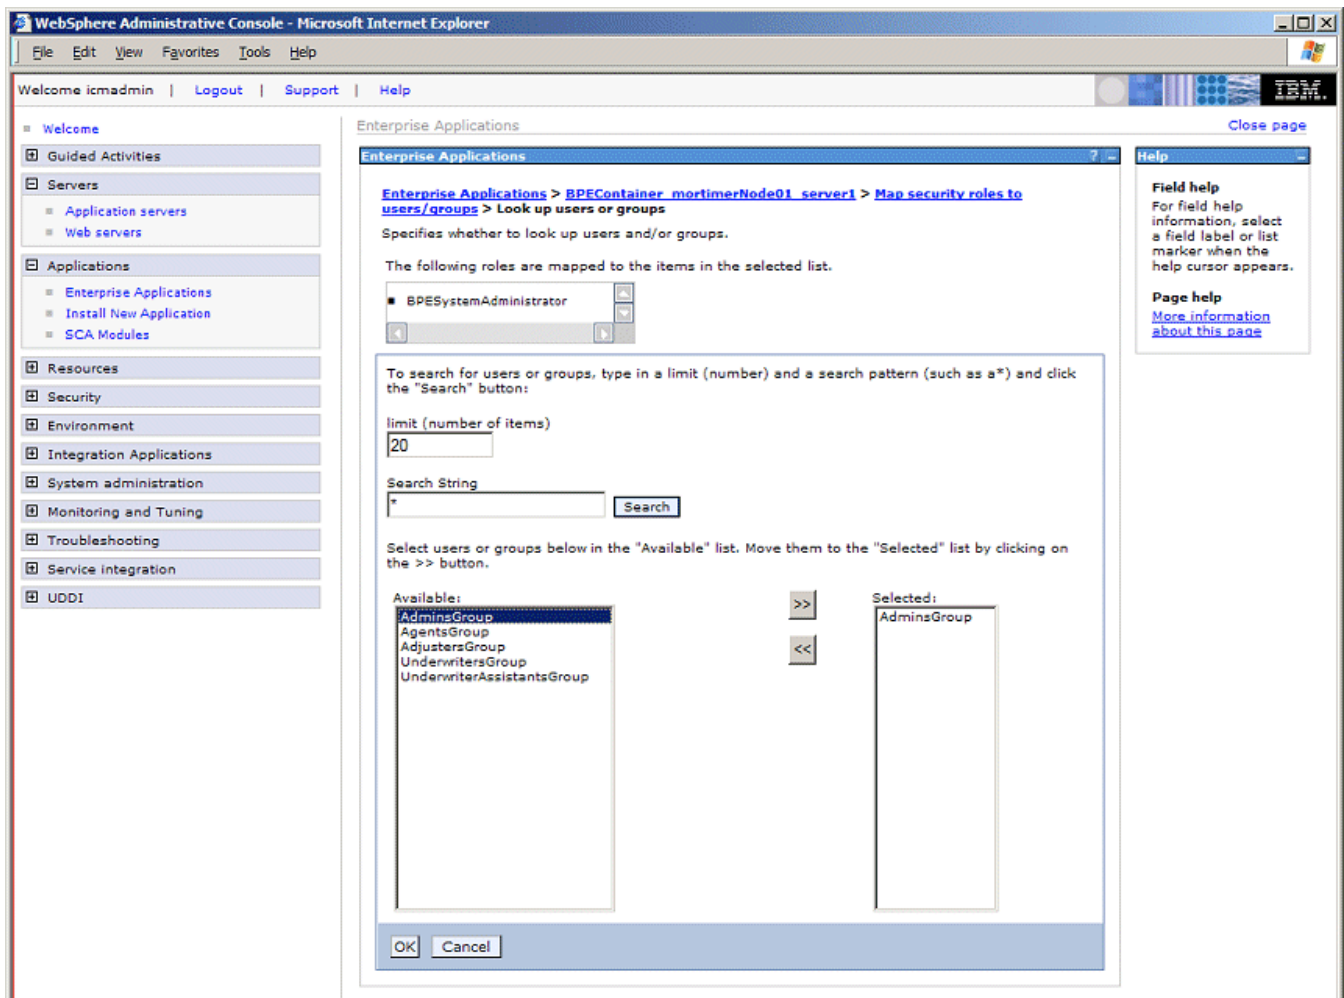 WebSphere Administrative Console - Microsoft Internet Explorer
File Edit View Favorites Tools Help
Welcome icmadmin | Logout | Support | Help
IBM.
Welcome
Guided Activities
Servers
Application servers
Web servers
Applications
Enterprise Applications
Install New Application
SCA Modules
Resources
Security
Environment
Integration Applications
System administration
Monitoring and Tuning
Troubleshooting
Service integration
UDDI
Enterprise Applications
Close page
Enterprise Applications ? -
Enterprise Applications > BPEContainer_mortimerNode01_server1 > Map security roles to
users/groups > Look up users or groups
Specifies whether to look up users and/or groups.
The following roles are mapped to the items in the selected list.
BPESystemAdministrator
To search for users or groups, type in a limit (number) and a search pattern (such as a*) and click
the "Search" button:
limit (number of items)
20
Search String
*
Search
Select users or groups below in the "Available" list. Move them to the "Selected" list by clicking on
the >> button.
Available:
AdminsGroup
AgentsGroup
AdjustersGroup
UnderwritersGroup
UnderwriterAssistantsGroup
>>
<<
Selected:
AdminsGroup
OK Cancel
Help -
Field help
For field help
information, select
a field label or list
marker when the
help cursor appears.
Page help
More information
about this page